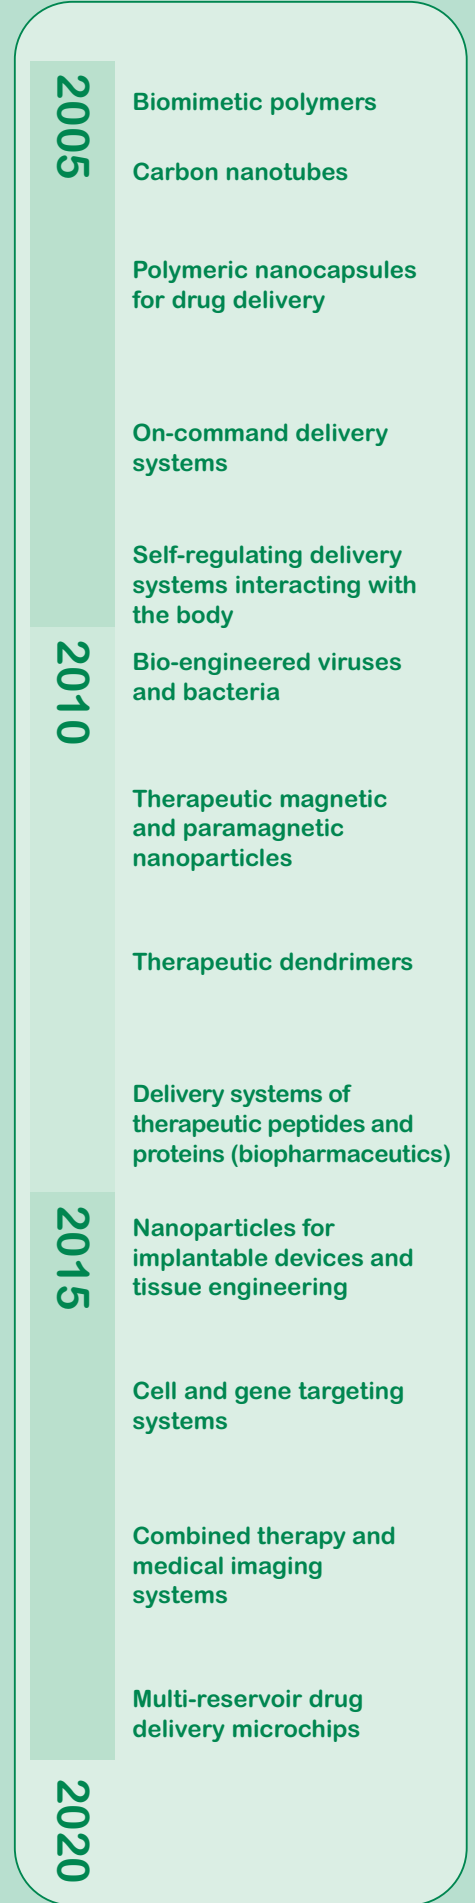 2005
Biomimetic polymers
Carbon nanotubes
Polymeric nanocapsules
for drug delivery
On-command delivery
systems
Self-regulating delivery
systems interacting with
the body
2010
Bio-engineered viruses
and bacteria
Therapeutic magnetic
and paramagnetic
nanoparticles
Therapeutic dendrimers
Delivery systems of
therapeutic peptides and
proteins (biopharmaceutics)
2015
Nanoparticles for
implantable devices and
tissue engineering
Cell and gene targeting
systems
Combined therapy and
medical imaging
systems
Multi-reservoir drug
delivery microchips
2020